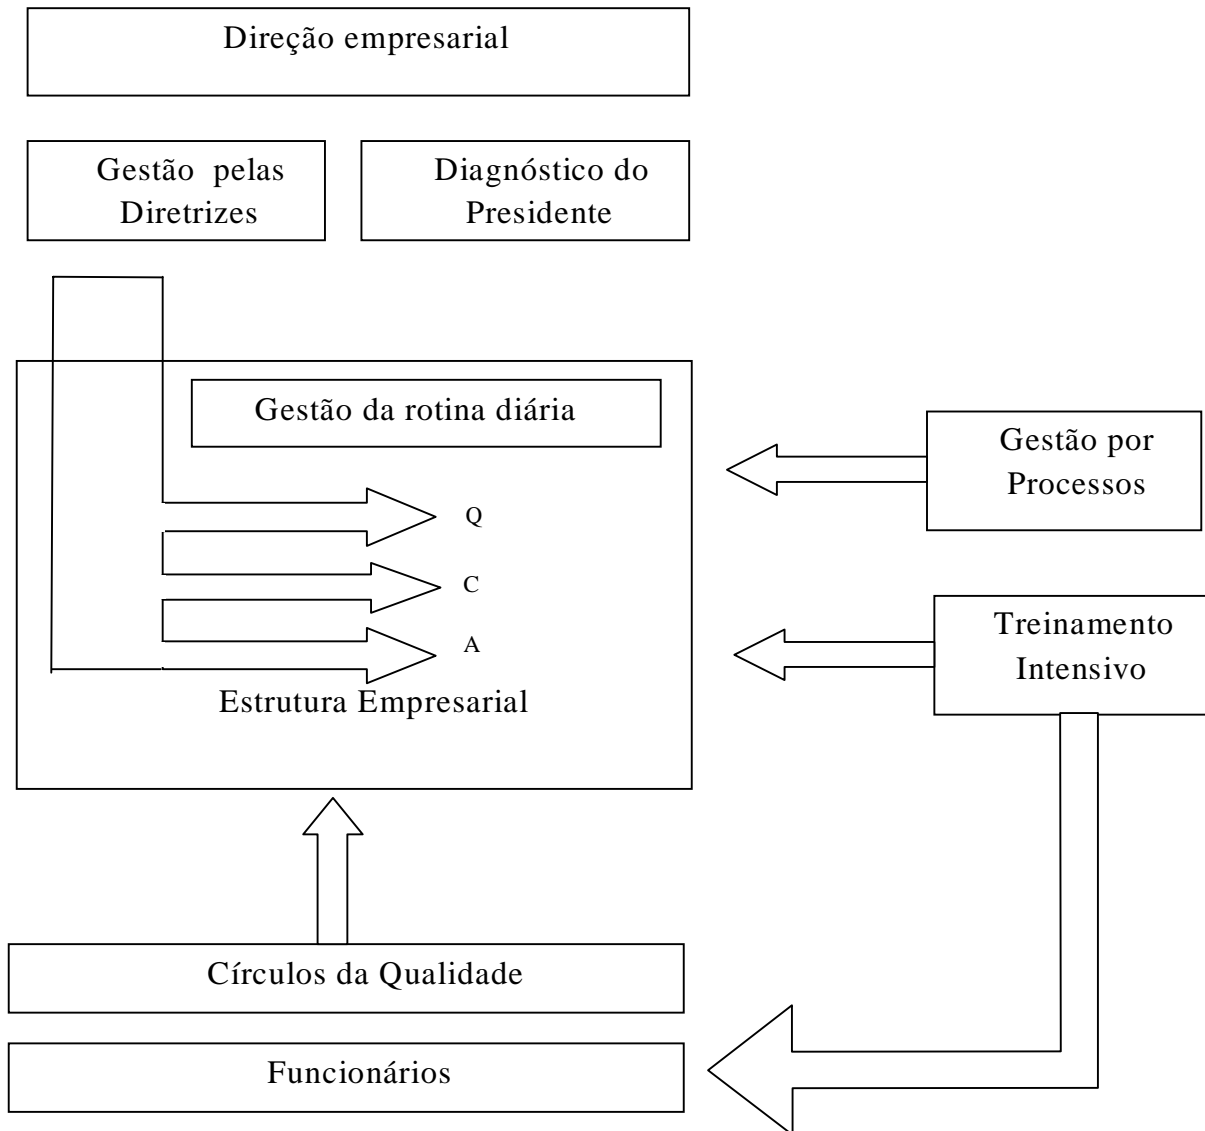 Direção empresarial
Gestão pelas
Diretrizes
Diagnóstico do
Presidente
Gestão da rotina diária
Gestão por
Processos
Q
C
A
Treinamento
Intensivo
Estrutura Empresarial
Círculos da Qualidade
Funcionários